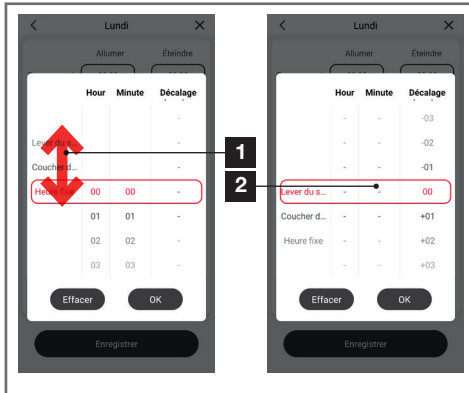 Lundi
Allumer Éteindre
Hour Minute Décalage
-
Lever du s... -
Coucher d... -
Heure fixe 00 00 -
01 01 -
02 02 -
03 03 -
Effacer OK
Enregistrer
1
2
Lundi
Allumer Éteindre
Hour Minute Décalage
- - -03
- - -02
- - -01
Lever du s... - - 00
Coucher d... - - +01
Heure fixe - - +02
- - +03
Effacer OK
Enregistrer